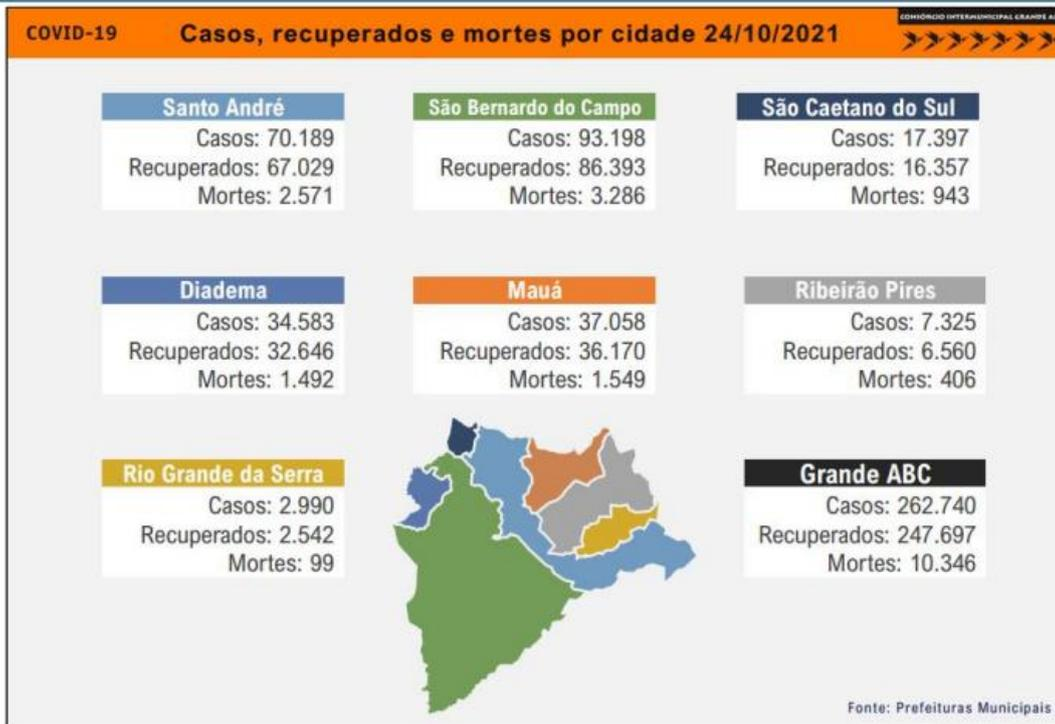 CONSÓRCIO INTERMUNICIPAL GRANDE A
COVID-19 Casos, recuperados e mortes por cidade 24/10/2021
Santo André
Casos: 70.189
Recuperados: 67.029
Mortes: 2.571
São Bernardo do Campo
Casos: 93.198
Recuperados: 86.393
Mortes: 3.286
São Caetano do Sul
Casos: 17.397
Recuperados: 16.357
Mortes: 943
Diadema
Casos: 34.583
Recuperados: 32.646
Mortes: 1.492
Mauá
Casos: 37.058
Recuperados: 36.170
Mortes: 1.549
Ribeirão Pires
Casos: 7.325
Recuperados: 6.560
Mortes: 406
Rio Grande da Serra
Casos: 2.990
Recuperados: 2.542
Mortes: 99
Grande ABC
Casos: 262.740
Recuperados: 247.697
Mortes: 10.346
Fonte: Prefeituras Municipais